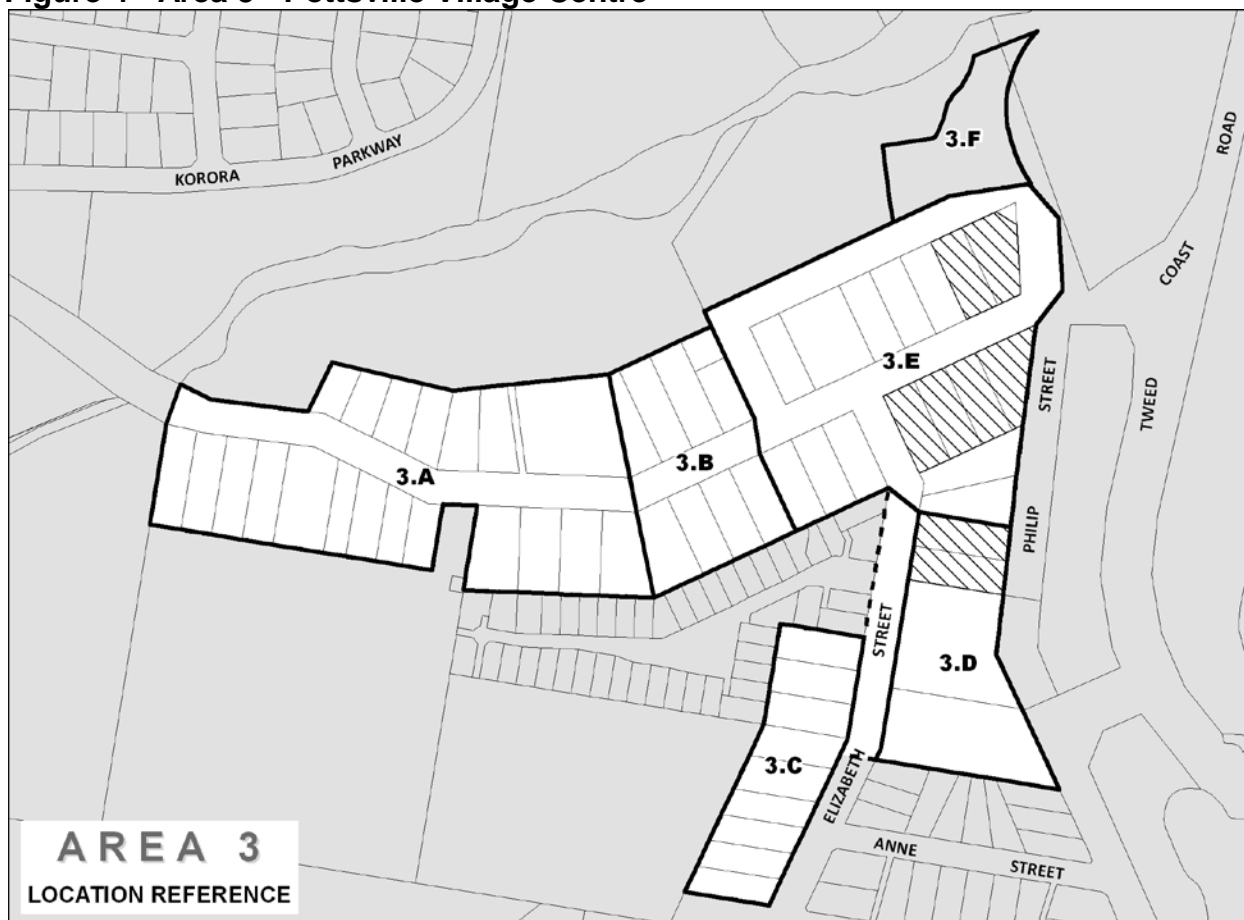 Figure - Area 3 - Pottsville Village Centre
KORORA
PARKWAY
3.F
ROAD
COAST
TWEED
3.E
STREET
PHILIP
3.B
3.A
STREET
3.D
3.C
ELIZABETH
ANNE
STREET
AREA 3
LOCATION REFERENCE